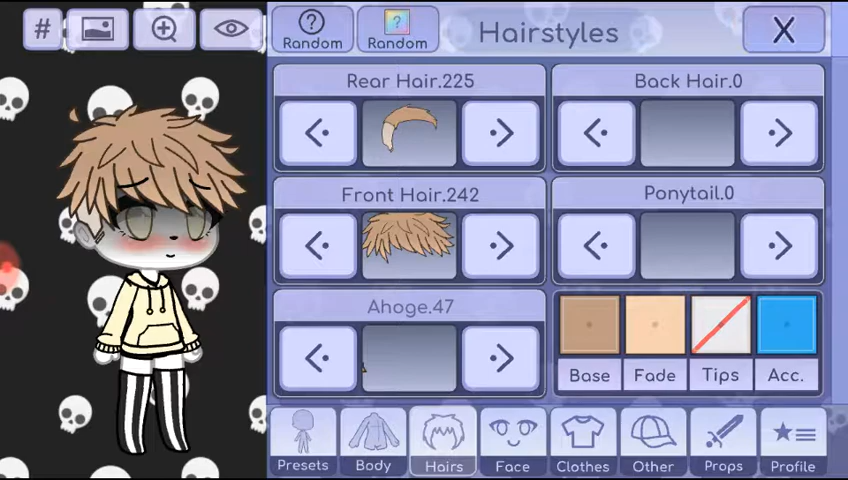 #
?
Random
?
Random
Hairstyles
X
Rear Hair.225
Back Hair.0
Front Hair.242
Ponytail.0
Ahoge.47
Base
Fade
Tips
Acc.
Presets
Body
Hairs
Face
Clothes
Other
Props
Profile